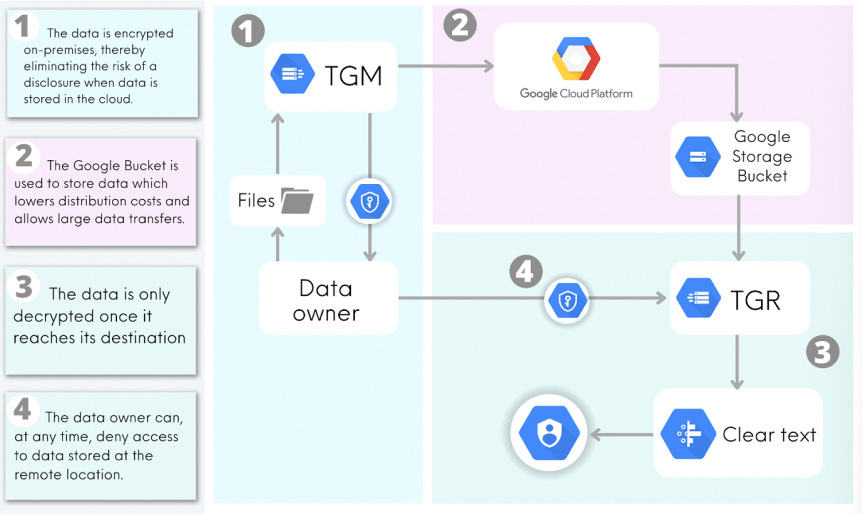 1 The data is encrypted
on-premises, thereby
eliminating the risk of a
disclosure when data is
stored in the cloud.
2 The Google Bucket is
used to store data which
lowers distribution costs and
allows large data transfers.
3 The data is only
decrypted once it
reaches its destination
4 The data owner can,
at any time, deny access
to data stored at the
remote location.
1
TGM
Files
Data
owner
2
Google Cloud Platform
Google
Storage
Bucket
4
TGR
3
Clear text